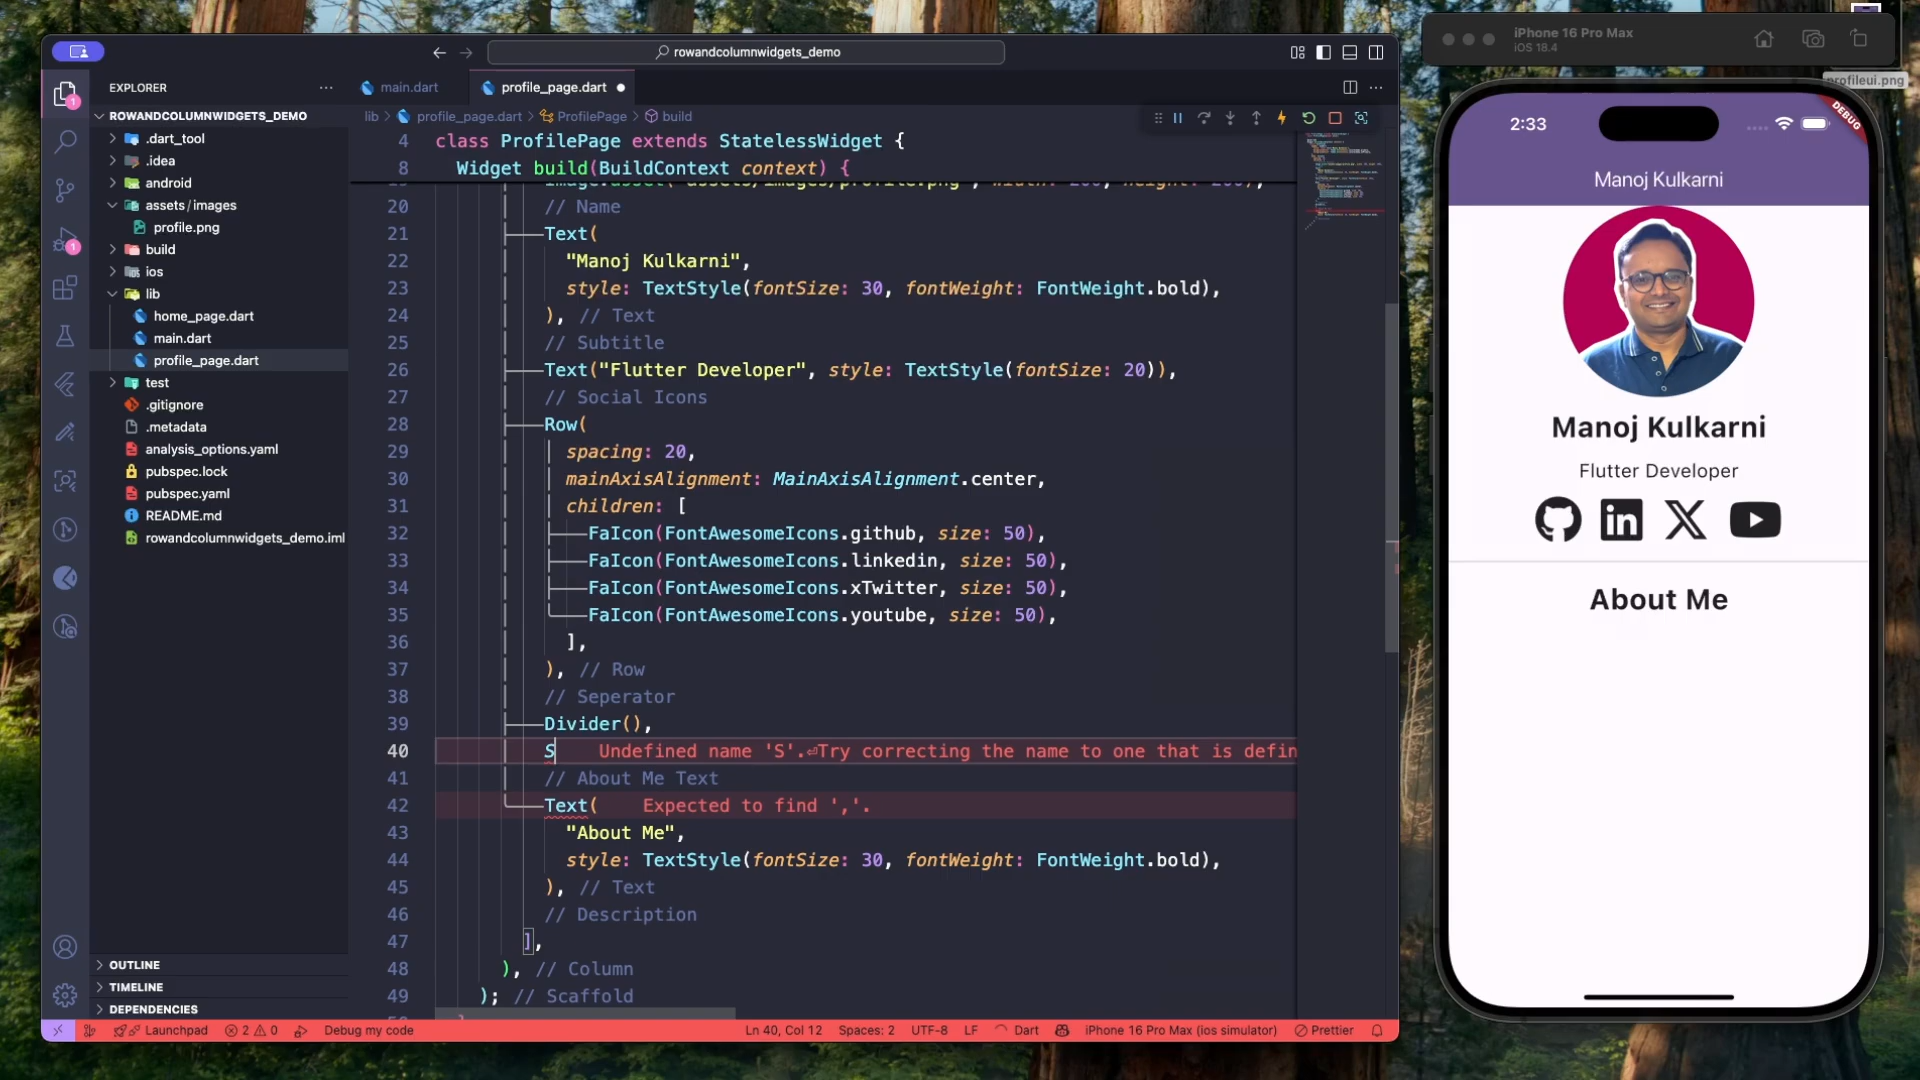 rowandcolumnwidgets_demo
iPhone 16 Pro Max
iOS 18.4
profileui.png
EXPLORER
main.dart
profile_page.dart
ROWANDCOLUMNWIDGETS_DEMO
.dart_tool
.idea
android
assets/images
profile.png
build
ios
lib
home_page.dart
main.dart
profile_page.dart
test
.gitignore
.metadata
analysis_options.yaml
pubspec.lock
pubspec.yaml
README.md
rowandcolumnwidgets_demo.iml
OUTLINE
TIMELINE
DEPENDENCIES
lib > profile_page.dart > ProfilePage > build
4 class ProfilePage extends StatelessWidget {
8 Widget build(BuildContext context) {
20 // Name
21 Text(
22 "Manoj Kulkarni",
23 style: TextStyle(fontSize: 30, fontWeight: FontWeight.bold),
24 ), // Text
25 // Subtitle
26 Text("Flutter Developer", style: TextStyle(fontSize: 20)),
27 // Social Icons
28 Row(
29 spacing: 20,
30 mainAxisAlignment: MainAxisAlignment.center,
31 children: [
32 FaIcon(FontAwesomeIcons.github, size: 50),
33 FaIcon(FontAwesomeIcons.linkedin, size: 50),
34 FaIcon(FontAwesomeIcons.xTwitter, size: 50),
35 FaIcon(FontAwesomeIcons.youtube, size: 50),
36 ],
37 ), // Row
38 // Seperator
39 Divider(),
40 S Undefined name 'S'.⏎Try correcting the name to one that is defin
41 // About Me Text
42 Text( Expected to find ','.
43 "About Me",
44 style: TextStyle(fontSize: 30, fontWeight: FontWeight.bold),
45 ), // Text
46 // Description
47 ],
48 ), // Column
49 ); // Scaffold
Launchpad 2 0 Debug my code Ln 40, Col 12 Spaces: 2 UTF-8 LF Dart iPhone 16 Pro Max (ios simulator) Prettier
2:33
DEBUG
Manoj Kulkarni
Manoj Kulkarni
Flutter Developer
in
About Me